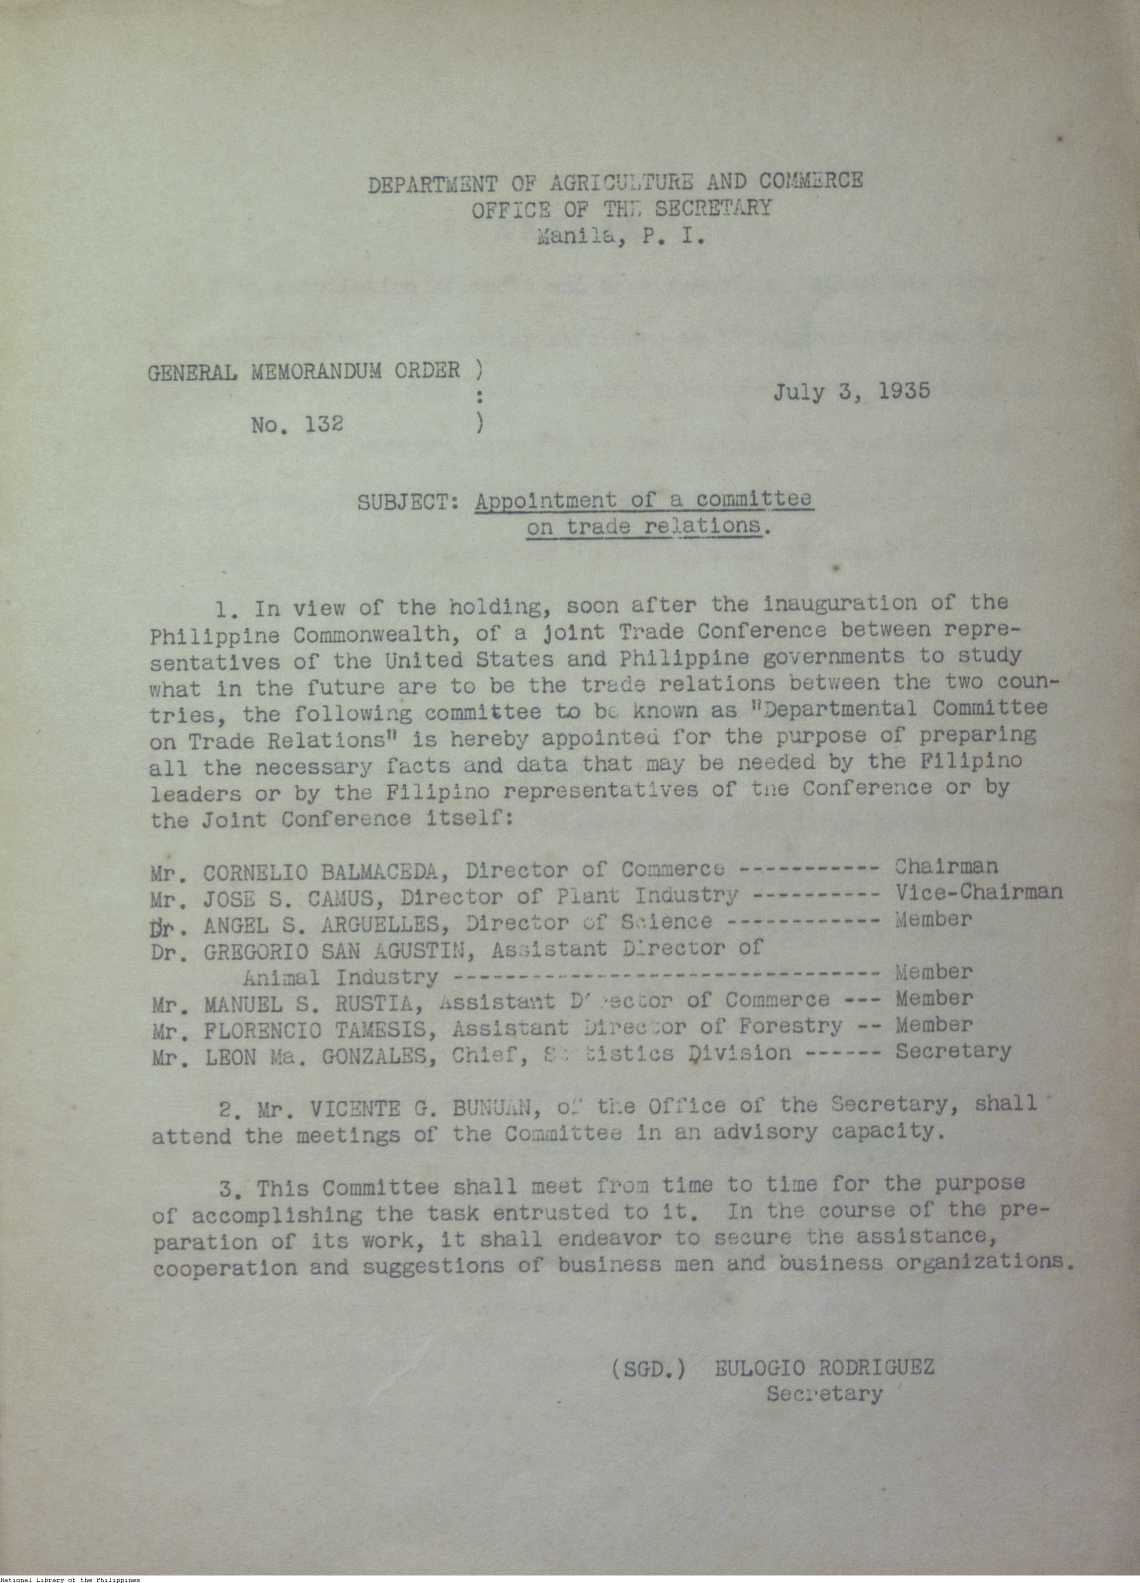 DEPARTMENT OF AGRICULTURE AND COMMERCE
OFFICE OF THE SECRETARY
Manila, P. I.
GENERAL MEMORANDUM ORDER )
:
July 3, 1935
No. 132 )
SUBJECT: Appointment of a committee
on trade relations.
1. In view of the holding, soon after the inauguration of the
Philippine Commonwealth, of a joint Trade Conference between repre-
sentatives of the United States and Philippine governments to study
what in the future are to be the trade relations between the two coun-
tries, the following committee to be known as "Departmental Committee
on Trade Relations" is hereby appointed for the purpose of preparing
all the necessary facts and data that may be needed by the Filipino
leaders or by the Filipino representatives of the Conference or by
the Joint Conference itself:
Mr. CORNELIO BALMACEDA, Director of Commerce ----------- Chairman
Mr. JOSE S. CAMUS, Director of Plant Industry ---------- Vice-Chairman
Dr. ANGEL S. ARGUELLES, Director of Science ------------ Member
Dr. GREGORIO SAN AGUSTIN, Assistant Director of
Animal Industry --------------------------------- Member
Mr. MANUEL S. RUSTIA, Assistant Director of Commerce --- Member
Mr. FLORENCIO TAMESIS, Assistant Director of Forestry -- Member
Mr. LEON Ma. GONZALES, Chief, Statistics Division ------ Secretary
2. Mr. VICENTE G. BUNUAN, of the Office of the Secretary, shall
attend the meetings of the Committee in an advisory capacity.
3. This Committee shall meet from time to time for the purpose
of accomplishing the task entrusted to it. In the course of the pre-
paration of its work, it shall endeavor to secure the assistance,
cooperation and suggestions of business men and business organizations.
(SGD.) EULOGIO RODRIGUEZ
Secretary
National Library of the Philippines